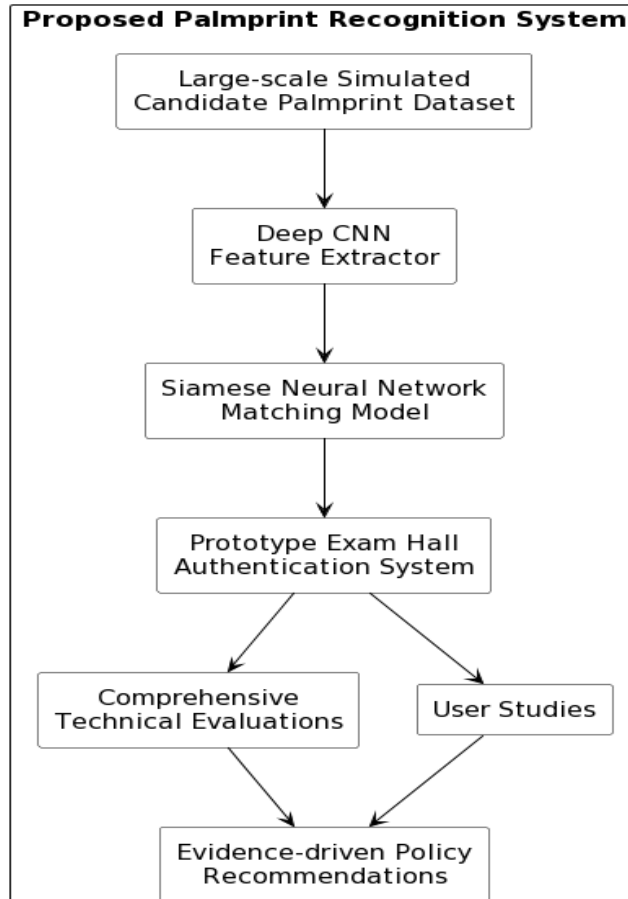 Proposed Palmprint Recognition System
Large-scale Simulated
Candidate Palmprint Dataset
Deep CNN
Feature Extractor
Siamese Neural Network
Matching Model
Prototype Exam Hall
Authentication System
Comprehensive
Technical Evaluations
User Studies
Evidence-driven Policy
Recommendations